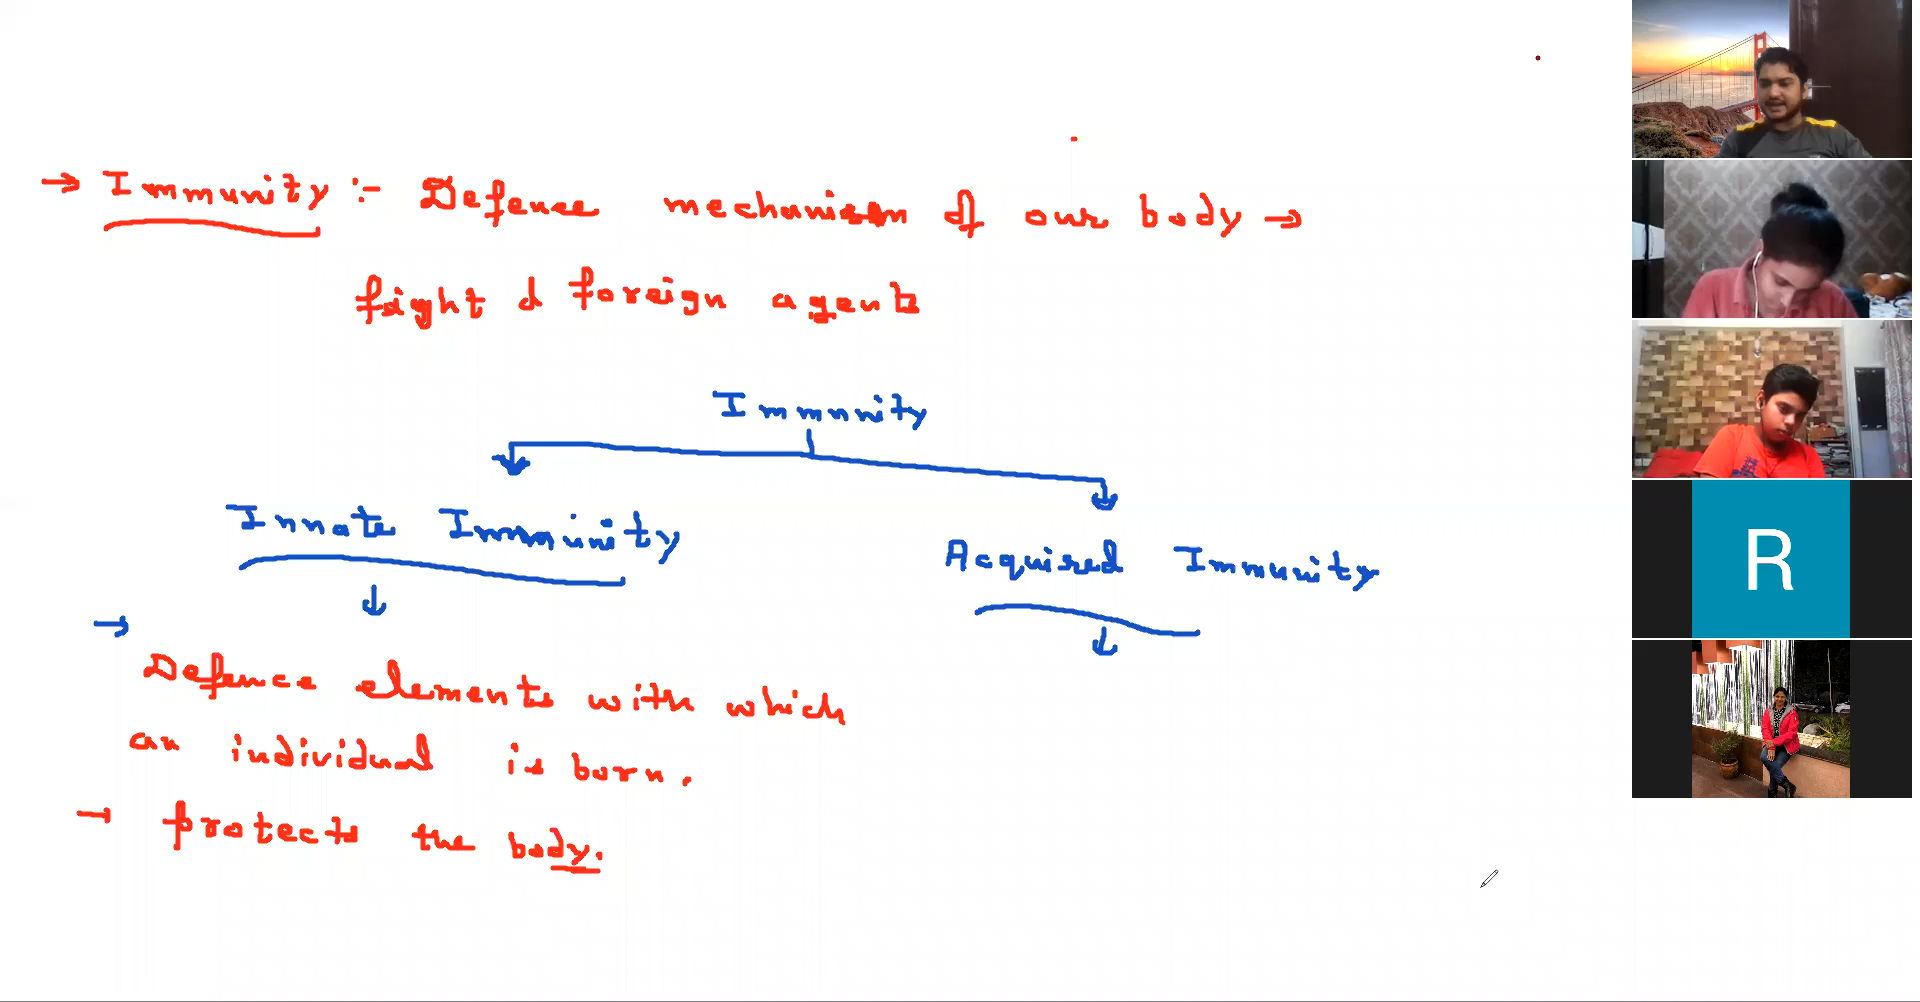 → Immunity :- Defence mechanism of our body →
fight d foreign agents
Immunity
Innate Immunity
Acquired Immunity
→
Defence elements with which
an individual is born.
→ protects the body.
R